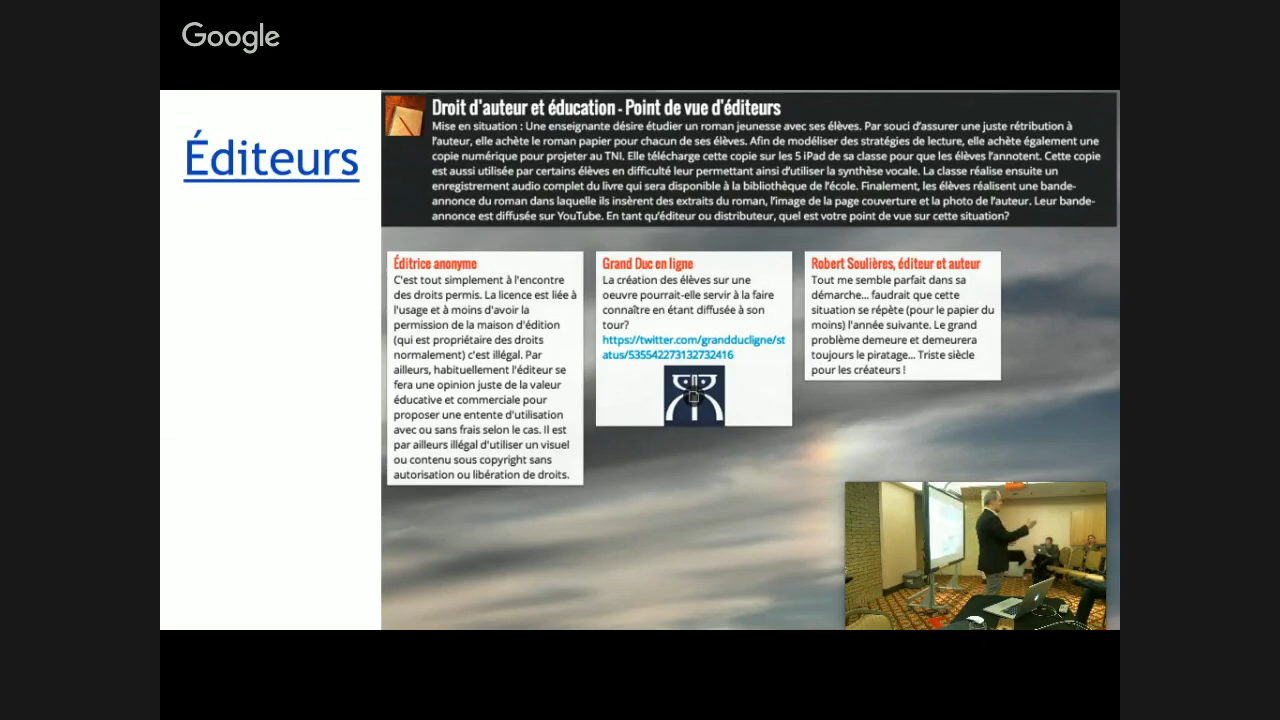 Google
Éditeurs
Droit d'auteur et éducation - Point de vue d'éditeurs
Mise en situation : Une enseignante désire étudier un roman jeunesse avec ses élèves. Par souci d'assurer une juste rétribution à
l'auteur, elle achète le roman papier pour chacun de ses élèves. Afin de modéliser des stratégies de lecture, elle achète également une
copie numérique pour projeter au TNI. Elle télécharge cette copie sur les 5 iPad de sa classe pour que les élèves l'annotent. Cette copie
est aussi utilisée par certains élèves en difficulté leur permettant ainsi d'utiliser la synthèse vocale. La classe réalise ensuite un
enregistrement audio complet du livre qui sera disponible à la bibliothèque de l'école. Finalement, les élèves réalisent une bande-
annonce du roman dans laquelle ils insèrent des extraits du roman, l'image de la page couverture et la photo de l'auteur. Leur bande-
annonce est diffusée sur YouTube. En tant qu'éditeur ou distributeur, quel est votre point de vue sur cette situation?
Éditrice anonyme
C'est tout simplement à l'encontre
des droits permis. La licence est liée à
l'usage et à moins d'avoir la
permission de la maison d'édition
(qui est propriétaire des droits
normalement) c'est illégal. Par
ailleurs, habituellement l'éditeur se
fera une opinion juste de la valeur
éducative et commerciale pour
proposer une entente d'utilisation
avec ou sans frais selon le cas. Il est
par ailleurs illégal d'utiliser un visuel
ou contenu sous copyright sans
autorisation ou libération de droits.
Grand Duc en ligne
La création des élèves sur une
oeuvre pourrait-elle servir à la faire
connaître en étant diffusée à son
tour?
https://twitter.com/grandducligne/st
atus/535542273132732416
Robert Soulières, éditeur et auteur
Tout me semble parfait dans sa
démarche... faudrait que cette
situation se répète (pour le papier du
moins) l'année suivante. Le grand
problème demeure et demeurera
toujours le piratage... Triste siècle
pour les créateurs !